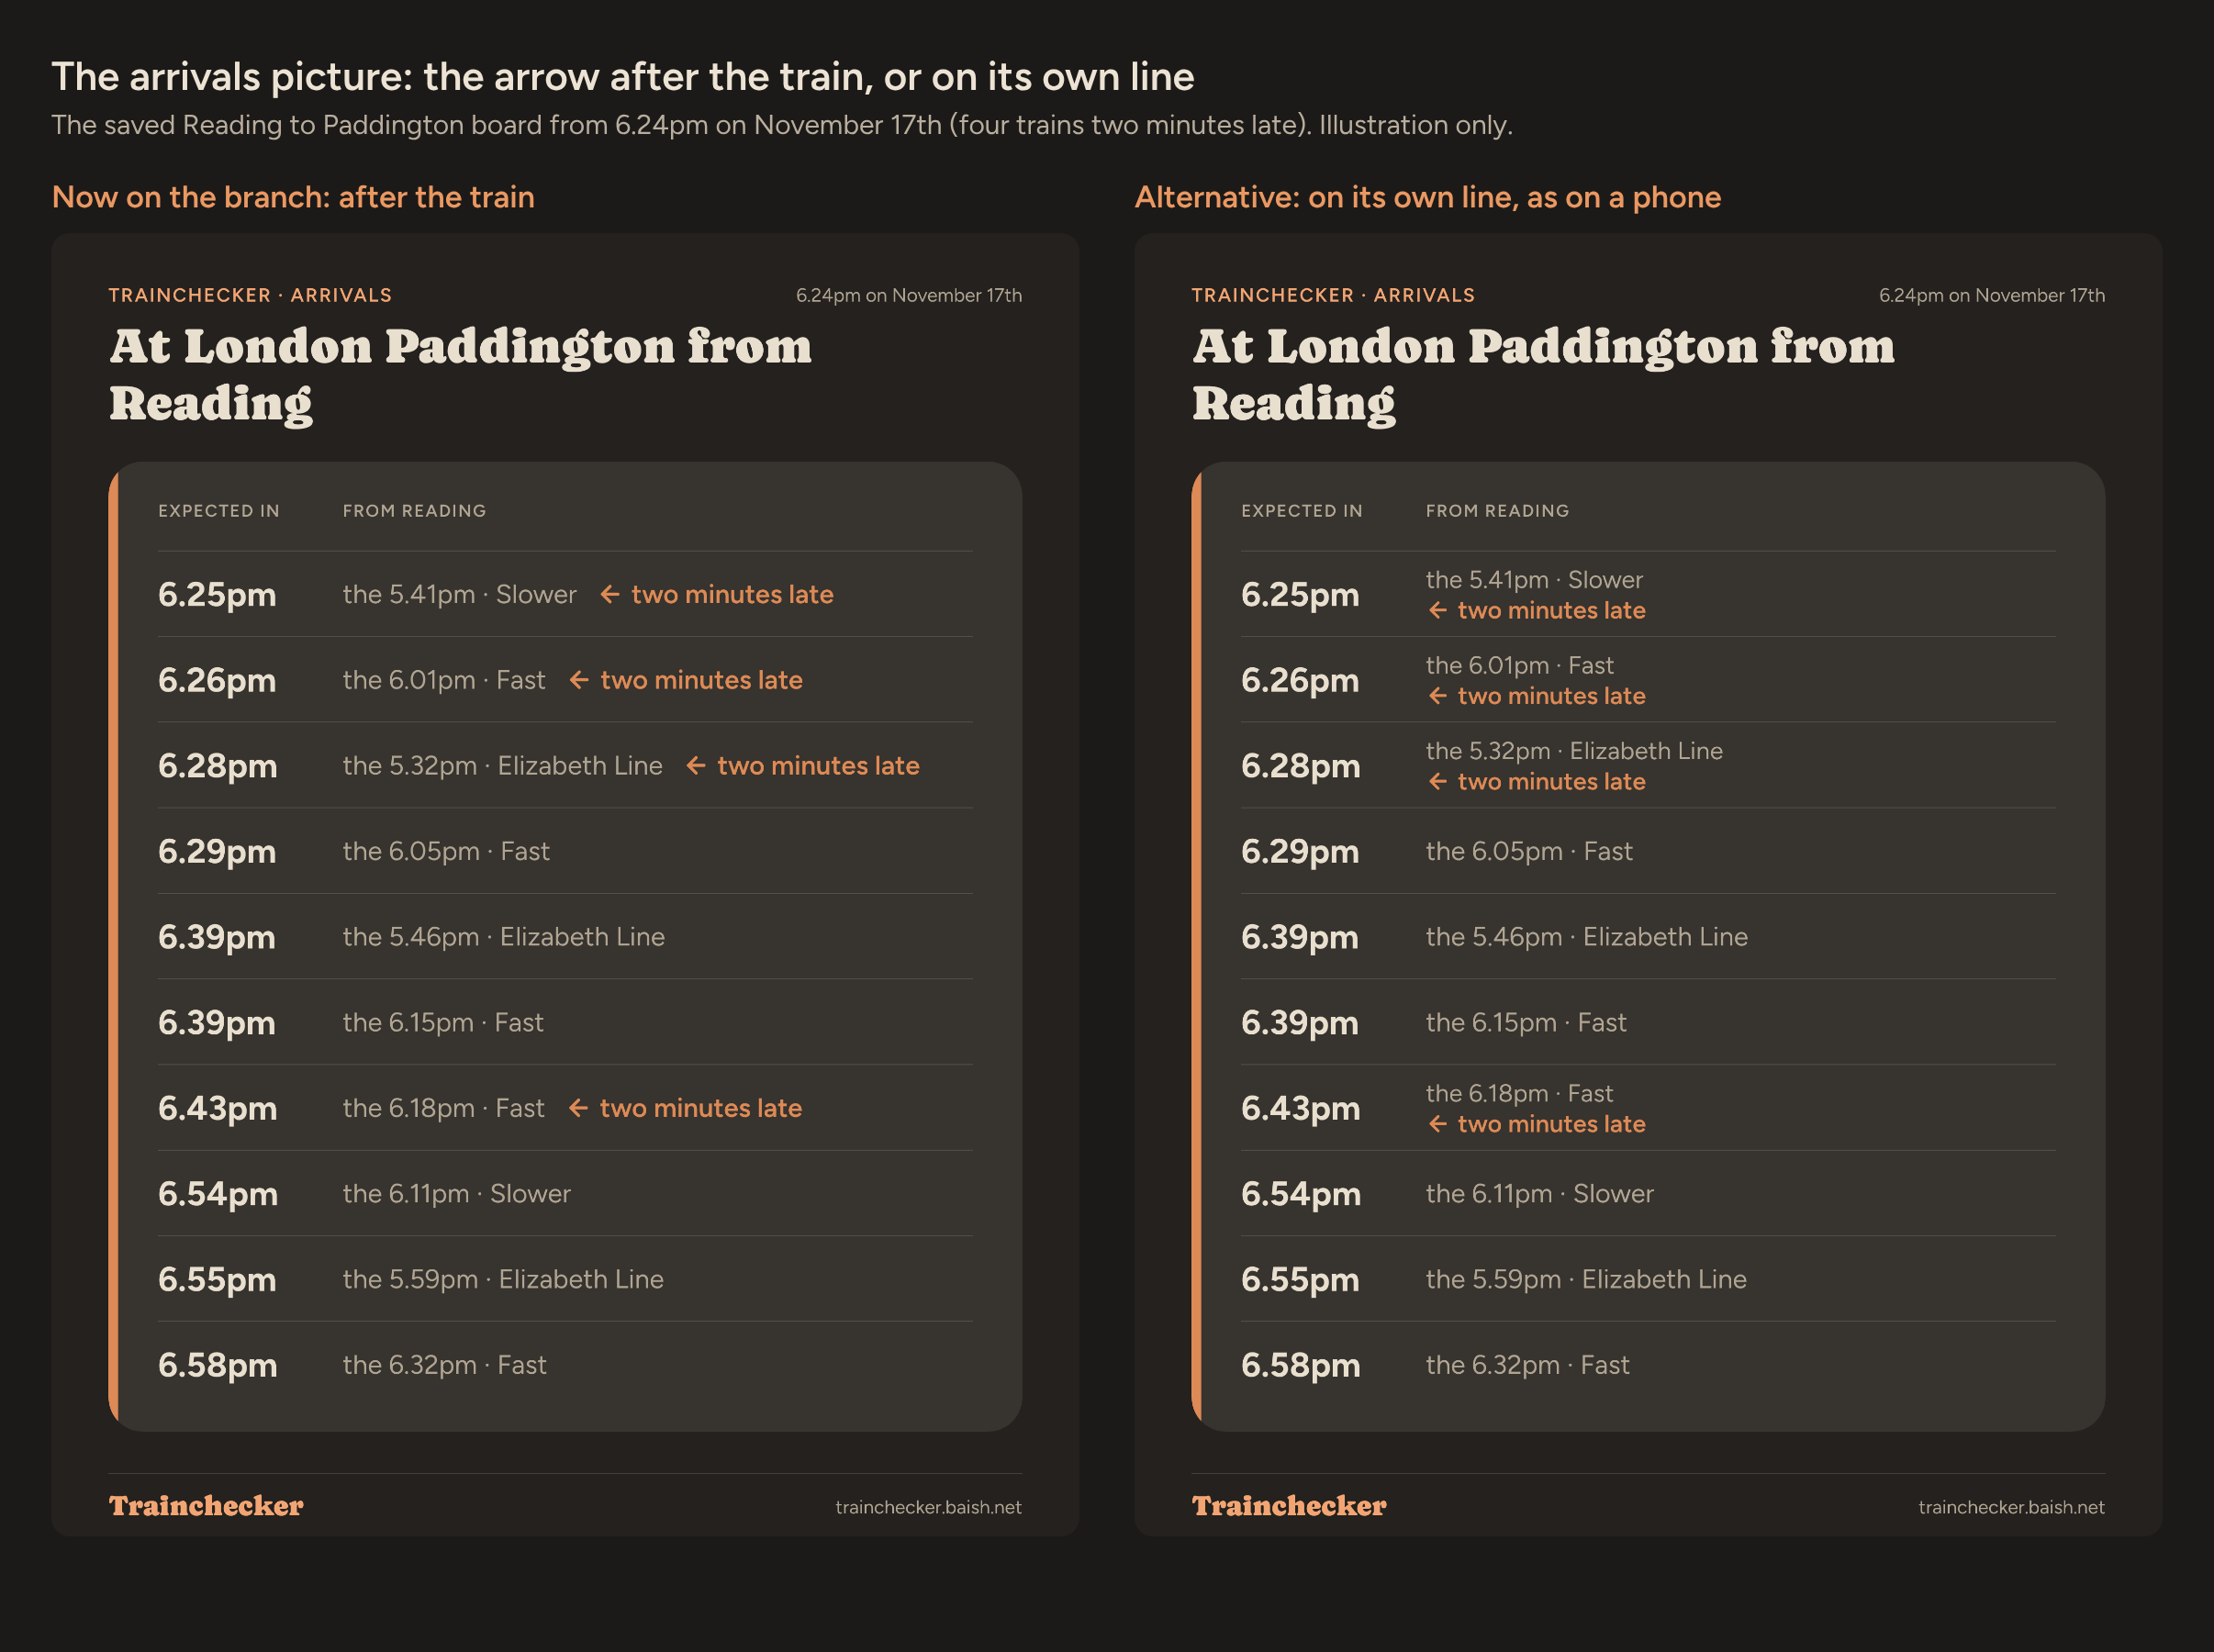 The arrivals picture: the arrow after the train, or on its own line
The saved Reading to Paddington board from 6.24pm on November 17th (four trains two minutes late). Illustration only.
Now on the branch: after the train
TRAINCHECKER · ARRIVALS
6.24pm on November 17th
At London Paddington from
Reading
EXPECTED IN FROM READING
6.25pm the 5.41pm · Slower ← two minutes late
6.26pm the 6.01pm · Fast ← two minutes late
6.28pm the 5.32pm · Elizabeth Line ← two minutes late
6.29pm the 6.05pm · Fast
6.39pm the 5.46pm · Elizabeth Line
6.39pm the 6.15pm · Fast
6.43pm the 6.18pm · Fast ← two minutes late
6.54pm the 6.11pm · Slower
6.55pm the 5.59pm · Elizabeth Line
6.58pm the 6.32pm · Fast
Trainchecker
trainchecker.baish.net
Alternative: on its own line, as on a phone
TRAINCHECKER · ARRIVALS
6.24pm on November 17th
At London Paddington from
Reading
EXPECTED IN FROM READING
6.25pm the 5.41pm · Slower
← two minutes late
6.26pm the 6.01pm · Fast
← two minutes late
6.28pm the 5.32pm · Elizabeth Line
← two minutes late
6.29pm the 6.05pm · Fast
6.39pm the 5.46pm · Elizabeth Line
6.39pm the 6.15pm · Fast
6.43pm the 6.18pm · Fast
← two minutes late
6.54pm the 6.11pm · Slower
6.55pm the 5.59pm · Elizabeth Line
6.58pm the 6.32pm · Fast
Trainchecker
trainchecker.baish.net